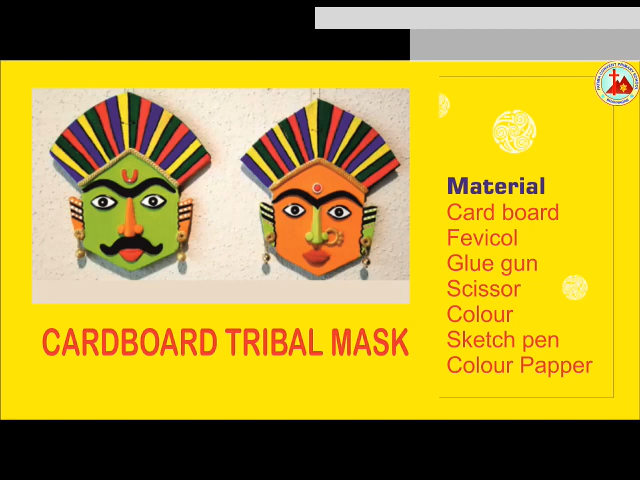 Material
Card board
Fevicol
Glue gun
Scissor
Colour
Sketch pen
Colour Papper
CARDBOARD TRIBAL MASK